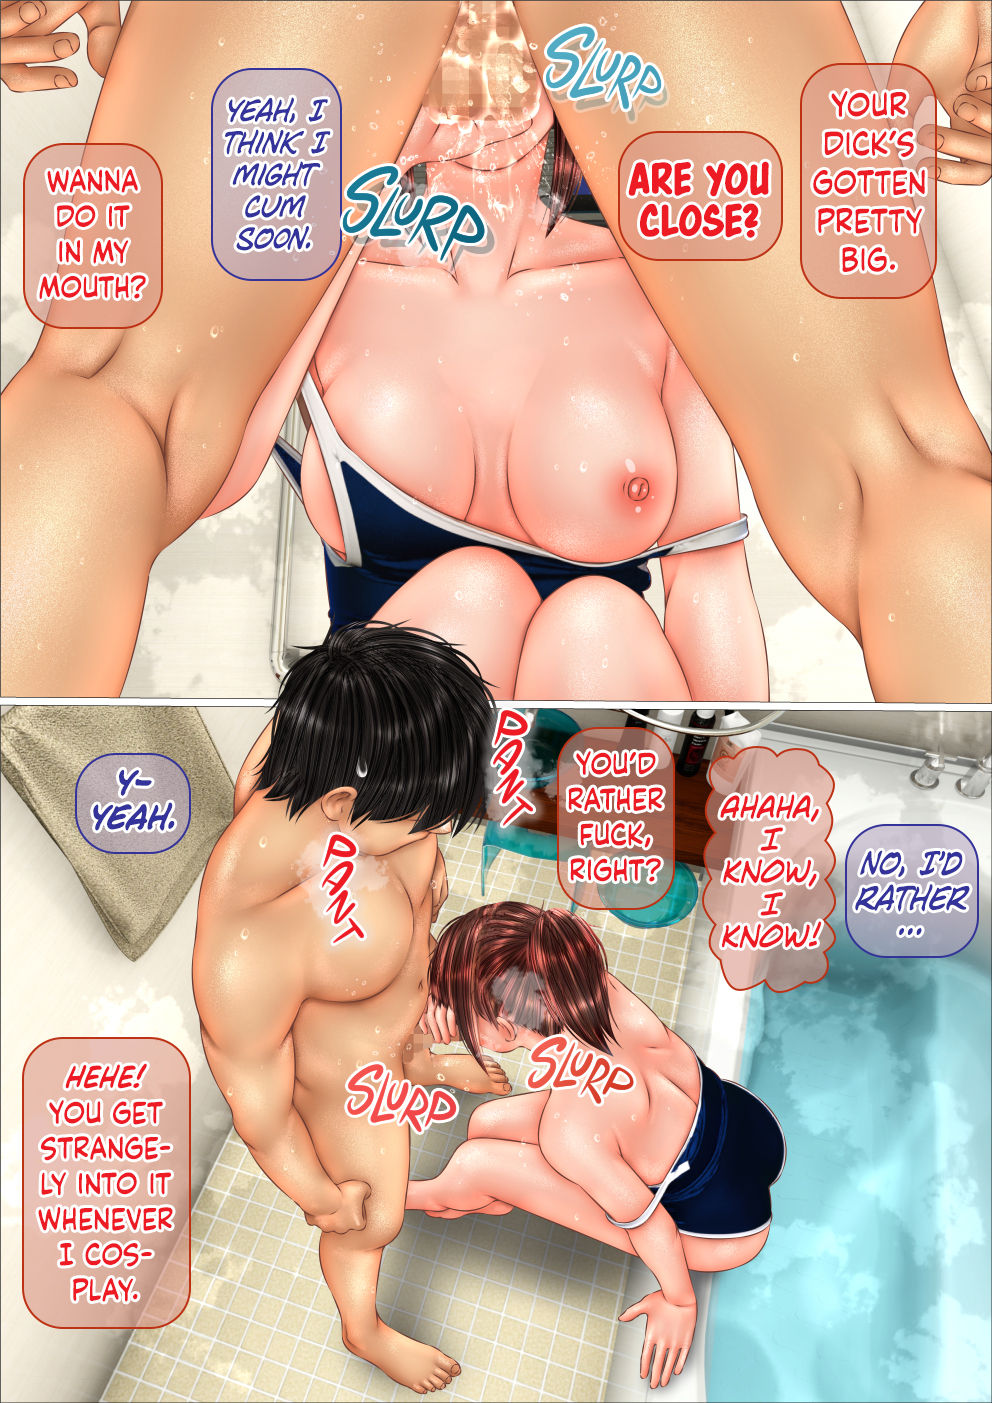 YOUR
DICK'S
GOTTEN
PRETTY
BIG.
ARE YOU
CLOSE?
SLURP
SLURP
YEAH, I
THINK I
MIGHT
CUM
SOON.
WANNA
DO IT
IN MY
MOUTH?
NO, I'D
RATHER
...
AHAHA,
I
KNOW,
I
KNOW!
YOU'D
RATHER
FUCK,
RIGHT?
PANT
PANT
Y-
YEAH.
SLURP
SLURP
HEHE!
YOU GET
STRANGE-
LY INTO IT
WHENEVER
I COS-
PLAY.